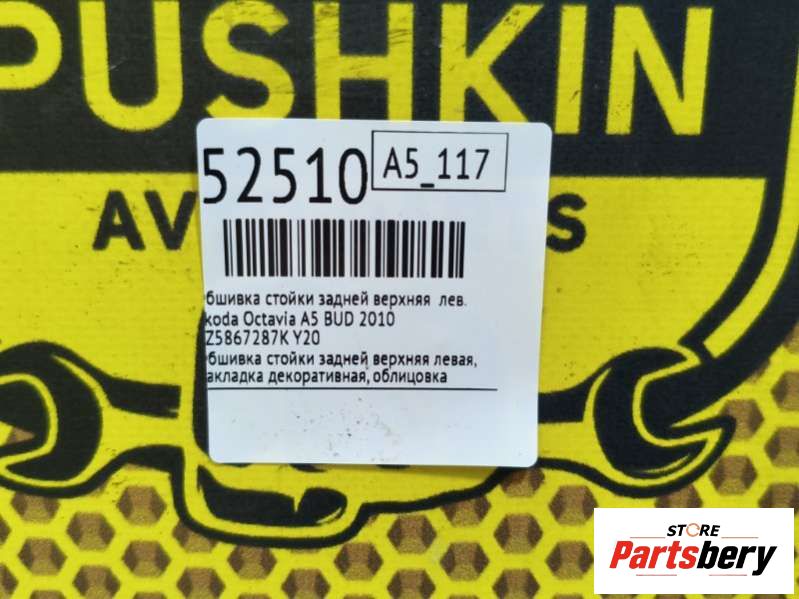 PUSHKIN
AV
S
52510
A5_117
бшивка стойки задней верхняя лев.
koda Octavia A5 BUD 2010
Z5867287K Y20
бшивка стойки задней верхняя левая,
акладка декоративная, облицовка
STORE
Partsbery